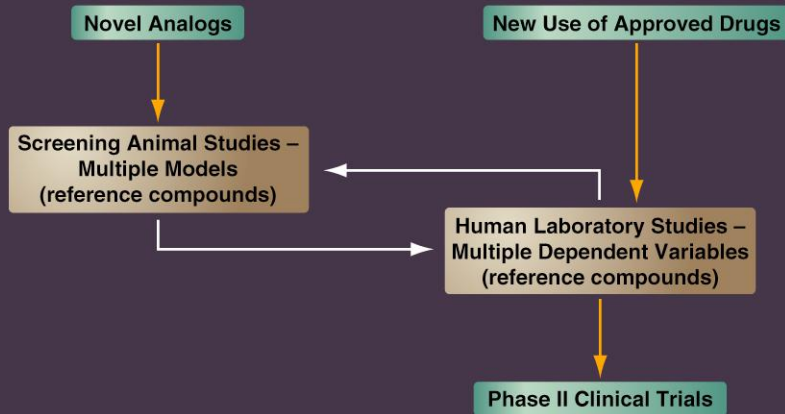 Novel Analogs
New Use of Approved Drugs
Screening Animal Studies –
Multiple Models
(reference compounds)
Human Laboratory Studies –
Multiple Dependent Variables
(reference compounds)
Phase II Clinical Trials